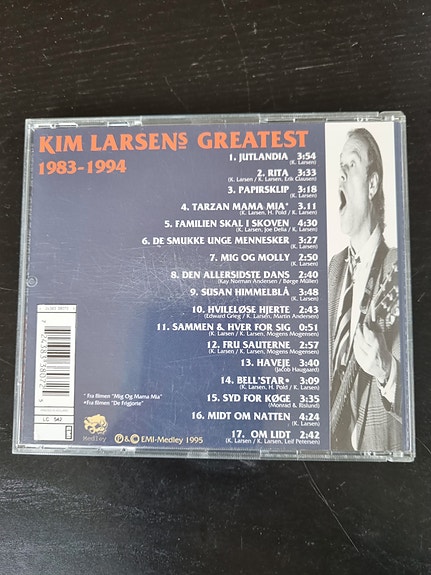 KIM LARSENS GREATEST
1983-1994
1. JUTLANDIA 3:54
(K. Larsen)
2. RITA 3:33
(K. Larsen / K. Larsen, Erik Clausen)
3. PAPIRSKLIP 3:18
(K. Larsen)
4. TARZAN MAMA MIA* 3.11
(K. Larsen, H. Pold / K. Larsen)
5. FAMILIEN SKAL I SKOVEN 4:30
(K. Larsen, Joe Delia / K. Larsen)
6. DE SMUKKE UNGE MENNESKER 3:27
(K. Larsen)
7. MIG OG MOLLY 2:50
(K. Larsen)
8. DEN ALLERSIDSTE DANS 2:40
(Kay Norman Andersen / Børge Müller)
9. SUSAN HIMMELBLÅ 3:48
(K. Larsen)
10. HVILELØSE HJERTE 2:43
(Edward Grieg / K. Larsen, Martin Andersen)
11. SAMMEN & HVER FOR SIG 0:51
(K. Larsen / K. Larsen, Mogens Mogensen)
12. FRU SAUTERNE 2:57
(K. Larsen / K. Larsen, Mogens Mogensen)
13. HAVEJE 3:40
(Jacob Haugaard)
14. BELL'STAR* 3:09
(K. Larsen, H. Pold / K. Larsen)
15. SYD FOR KØGE 3:35
(Monrad & Rislund)
16. MIDT OM NATTEN 4:24
(K. Larsen)
17. OM LIDT 2:42
(K. Larsen / K. Larsen, Leif Petersen)
* Fra filmen "Mig Og Mama Mia"
*Fra filmen "De Frigjorte"
LC 542
Medley
℗ & © EMI-Medley 1995